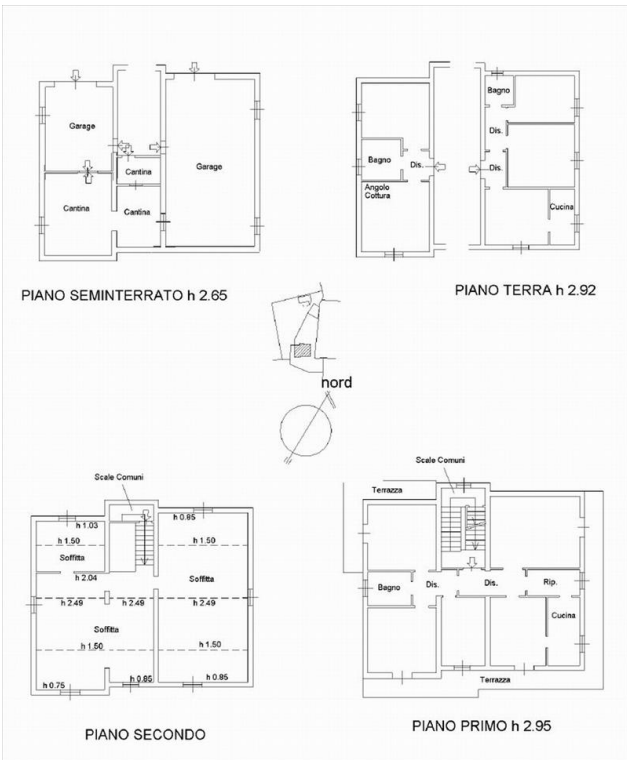 Garage
Garage
Cantina
Cantina
Cantina
PIANO SEMINTERRATO h 2.65
Bagno
Dis.
Bagno
Dis.
Dis.
Angolo
Cottura
Cucina
PIANO TERRA h 2.92
nord
Scale Comuni
h 1.03
h 0.85
h 1.50
h 1.50
Soffitta
h 2.04
Soffitta
h 2.49
h 2.49
h 2.49
Soffitta
h 1.50
h 1.50
h 0.75
h 0.85
h 0.85
PIANO SECONDO
Scale Comuni
Terrazza
Bagno
Dis.
Dis.
Rip.
Cucina
Terrazza
PIANO PRIMO h 2.95